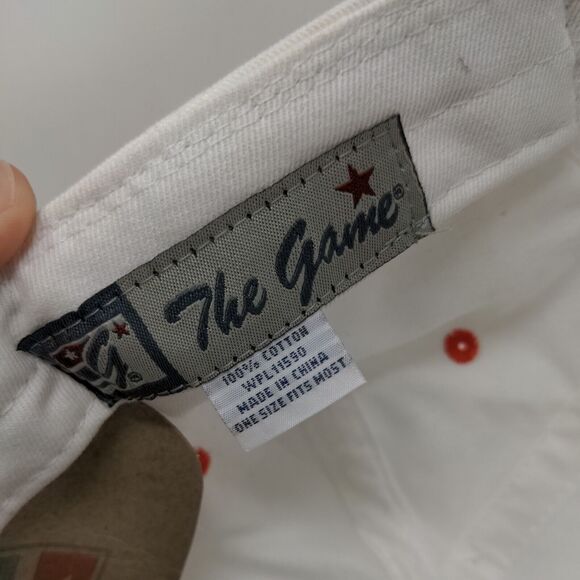 The Game®
G®
100% COTTON
WPL11590
MADE IN CHINA
ONE SIZE FITS MOST